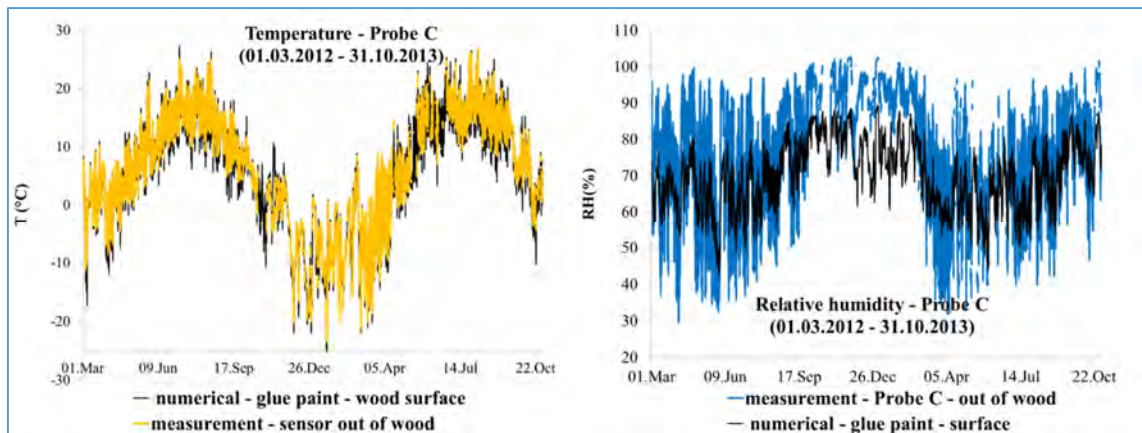 Temperature - Probe C
(01.03.2012 - 31.10.2013)
T (°C)
30
20
10
0
-10
-20
-30
01.Mar 09.Jun 17.Sep 26.Dec 05.Apr 14.Jul 22.Oct
numerical - glue paint - wood surface
measurement - sensor out of wood
RH(%)
110
100
90
80
70
60
50
40
30
20
Relative humidity - Probe C
(01.03.2012 - 31.10.2013)
01.Mar 09.Jun 17.Sep 26.Dec 05.Apr 14.Jul 22.Oct
measurement - Probe C - out of wood
numerical - glue paint - surface